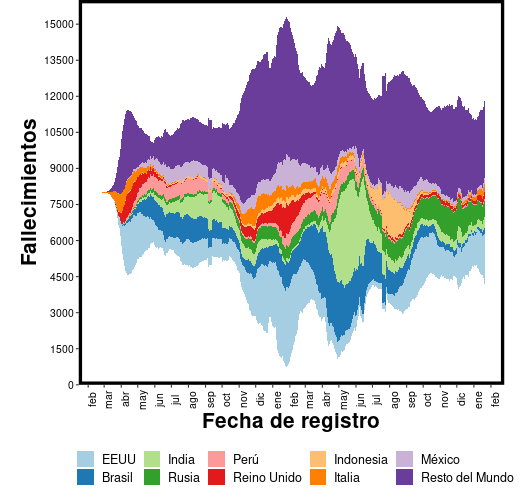 15000
13500
12000
10500
9000
7500
6000
4500
3000
1500
0
Fallecimientos
feb mar abr may jun jul ago sep oct nov dic ene feb mar abr may jun jul ago sep oct nov dic ene feb
Fecha de registro
EEUU India Perú Indonesia México
Brasil Rusia Reino Unido Italia Resto del Mundo